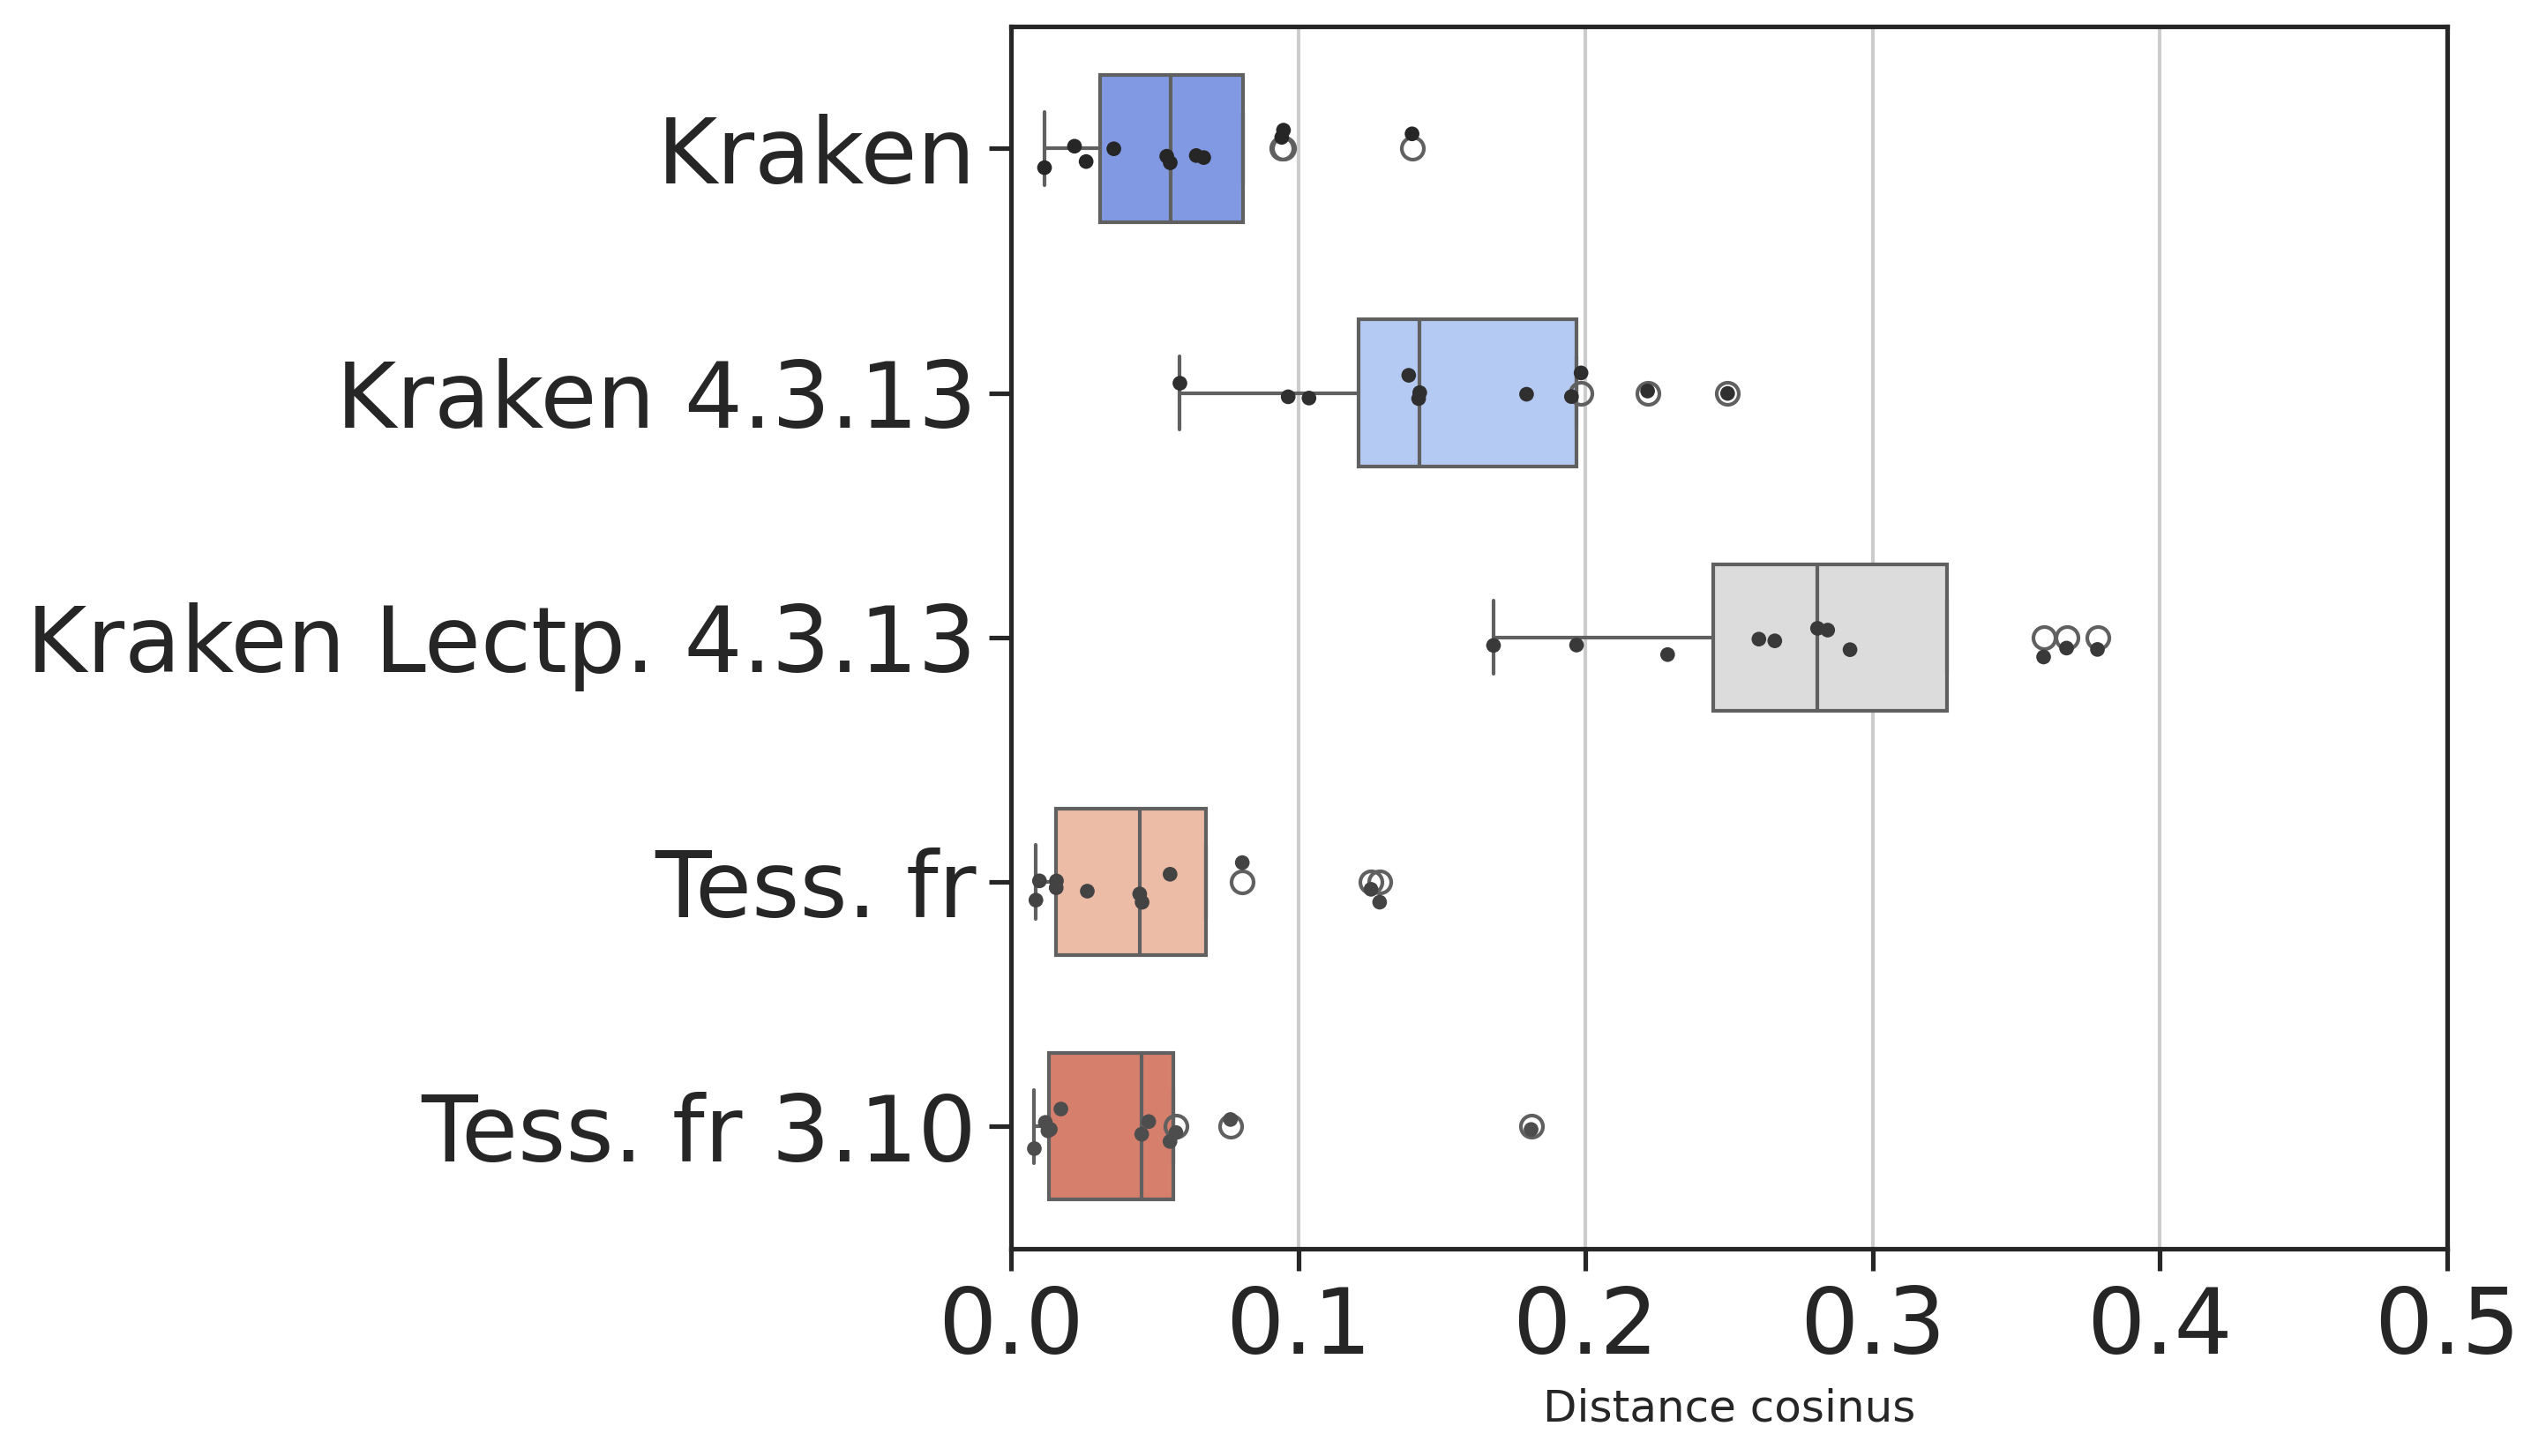 Kraken
Kraken 4.3.13
Kraken Lectp. 4.3.13
Tess. fr
Tess. fr 3.10
0.0 0.1 0.2 0.3 0.4 0.5
Distance cosinus